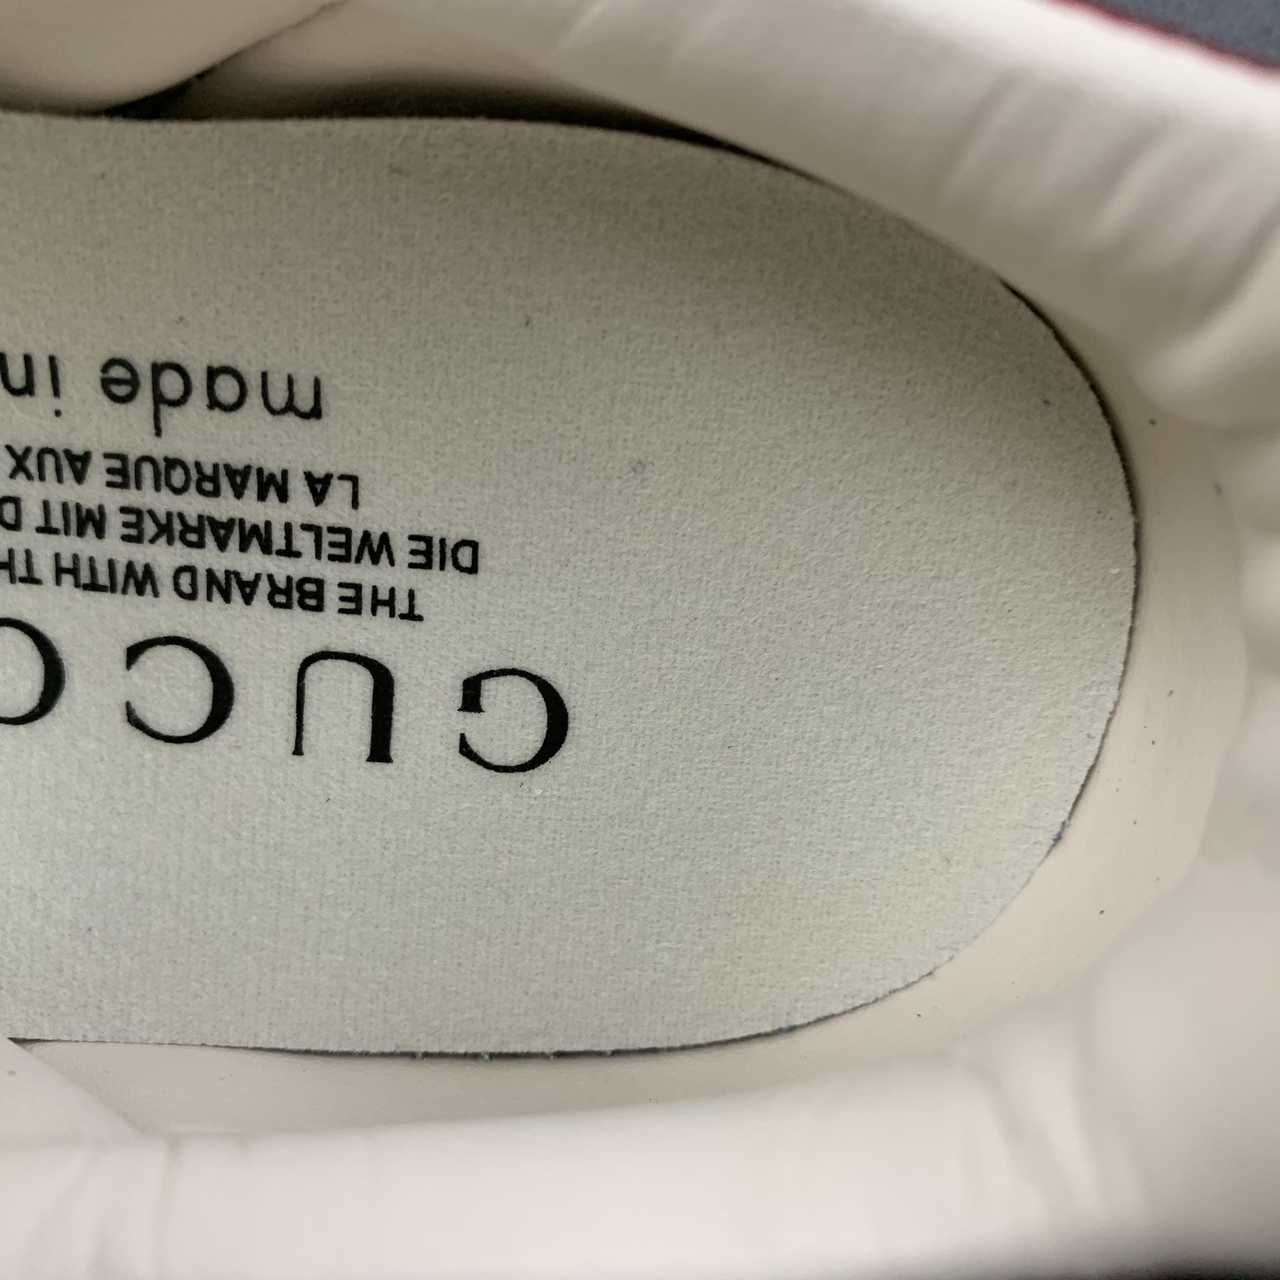 GUCC
THE BRAND WITH TH
DIE WELTMARKE MIT D
LA MARQUE AUX
made in